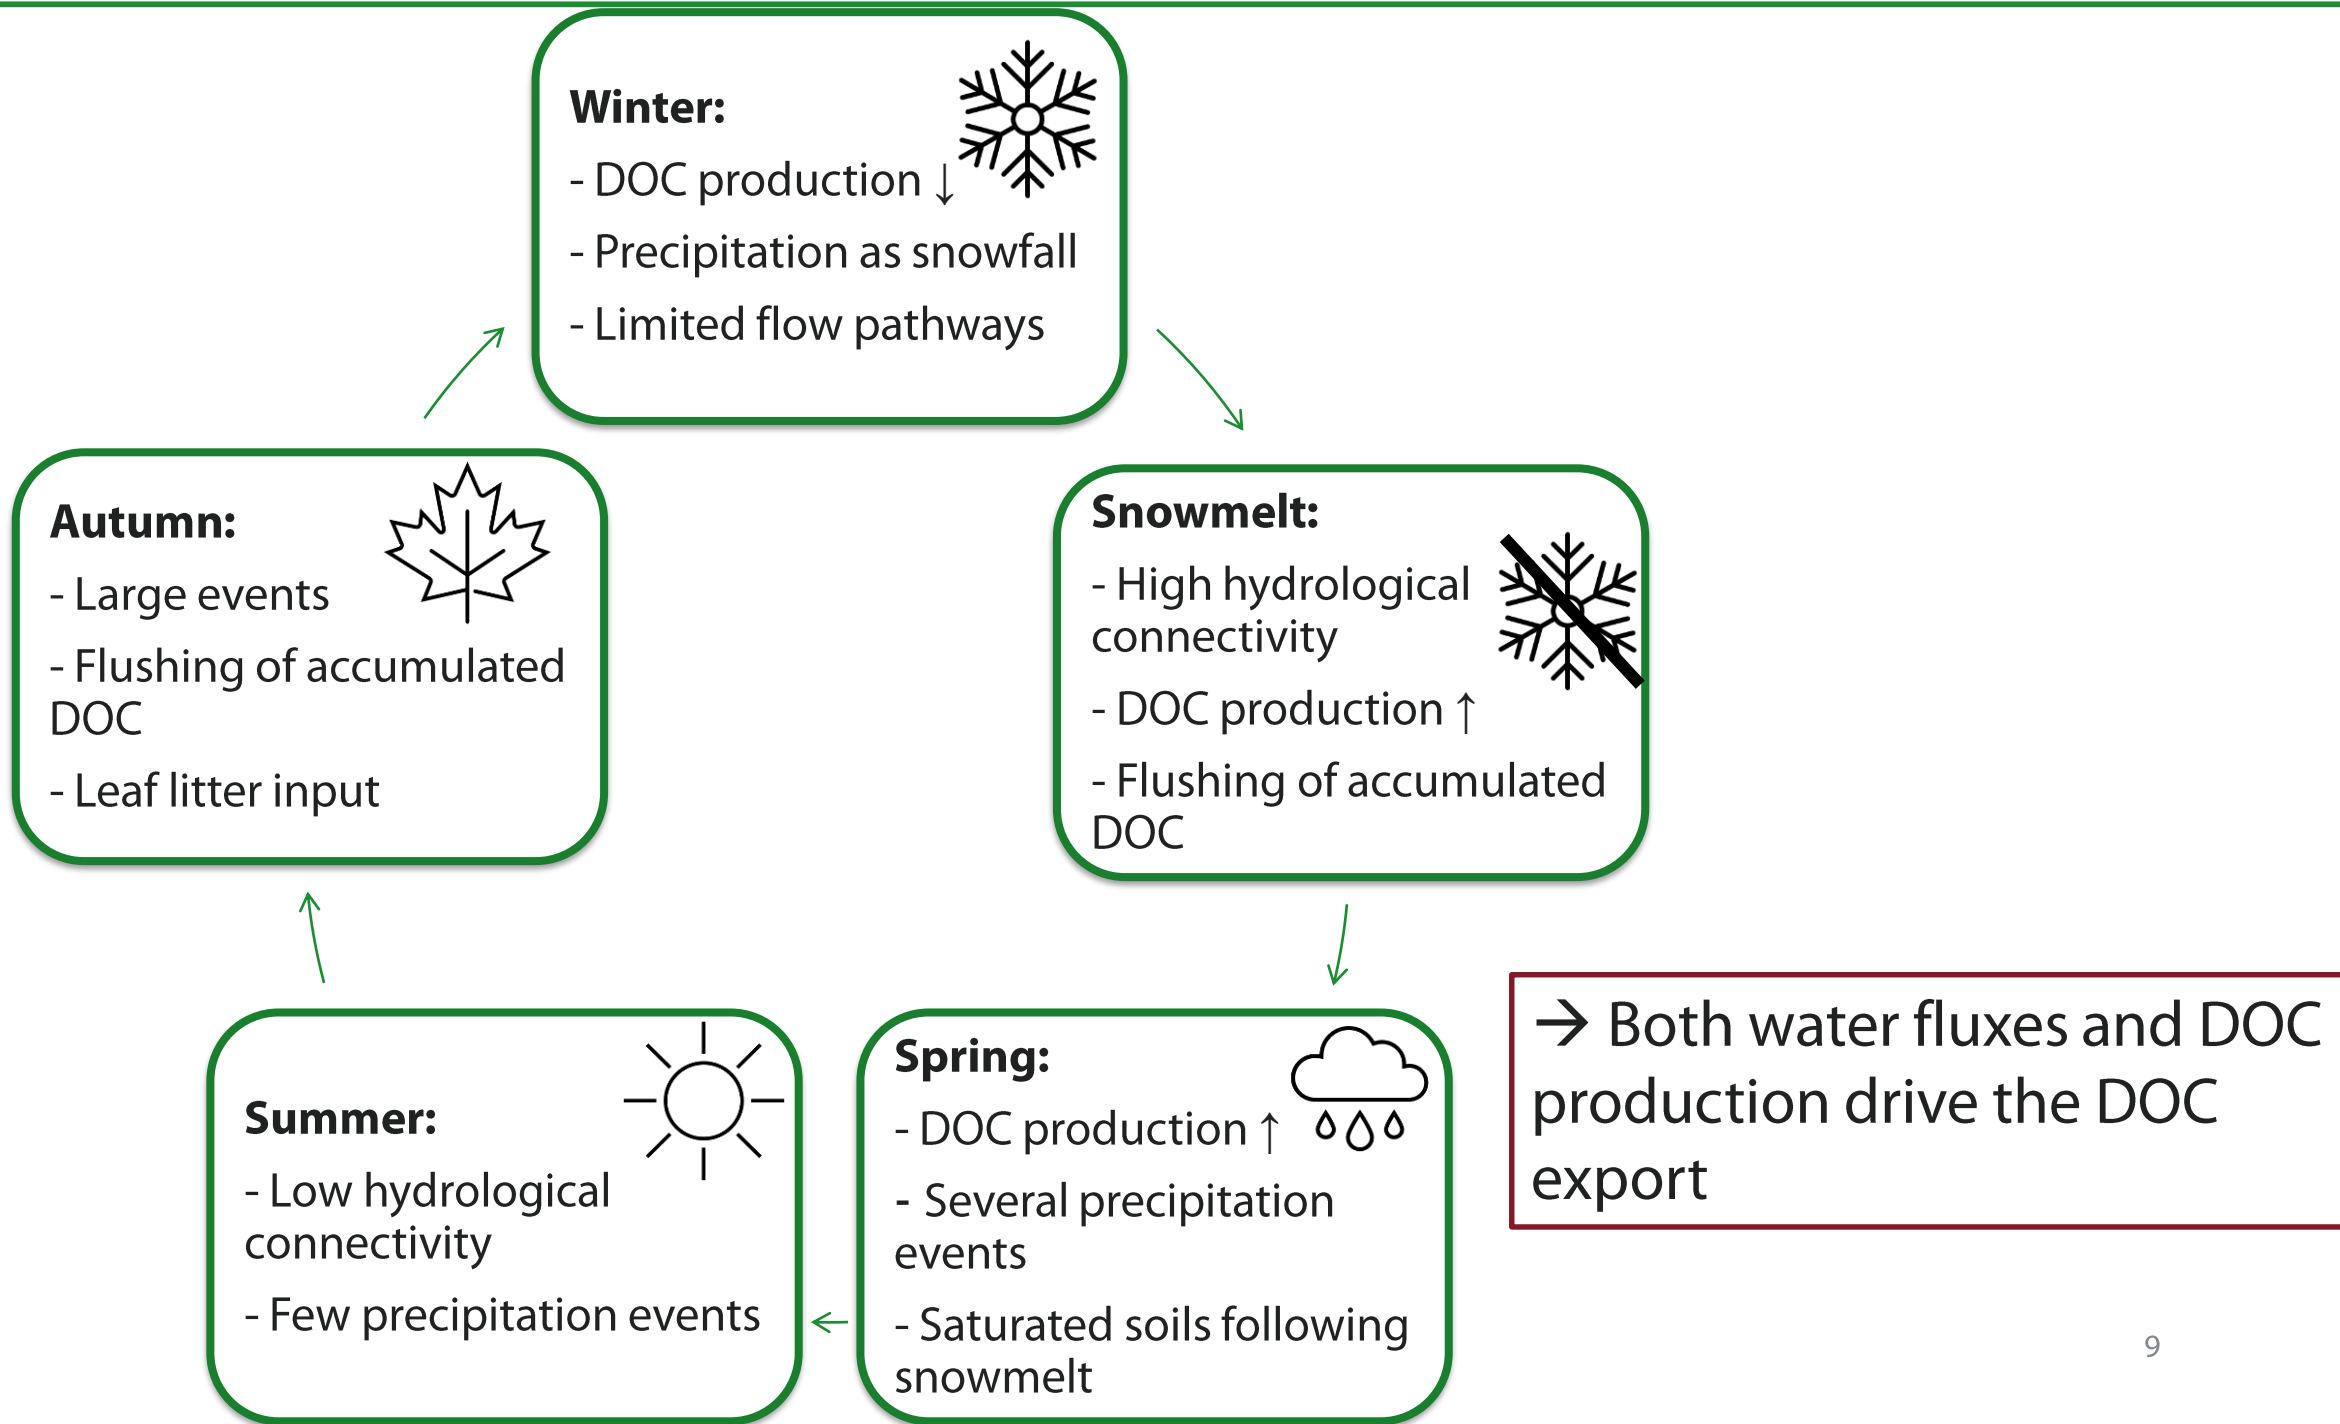 Winter:
- DOC production ↓
- Precipitation as snowfall
- Limited flow pathways
Snowmelt:
- High hydrological
connectivity
- DOC production ↑
- Flushing of accumulated
DOC
Spring:
- DOC production ↑
- Several precipitation
events
- Saturated soils following
snowmelt
Summer:
- Low hydrological
connectivity
- Few precipitation events
Autumn:
- Large events
- Flushing of accumulated
DOC
- Leaf litter input
→ Both water fluxes and DOC
production drive the DOC
export
9